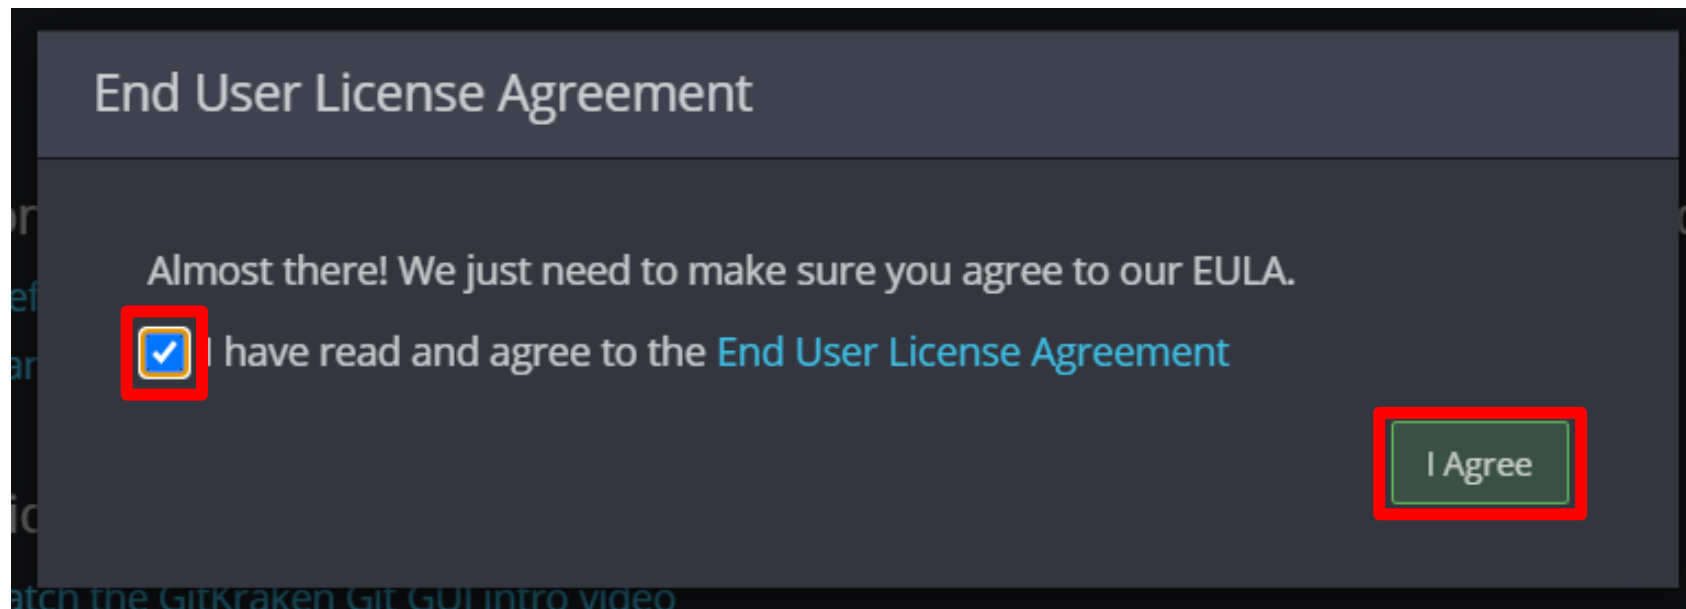 End User License Agreement
Almost there! We just need to make sure you agree to our EULA.
I have read and agree to the End User License Agreement
I Agree
the GitKraken Git GUI intro video